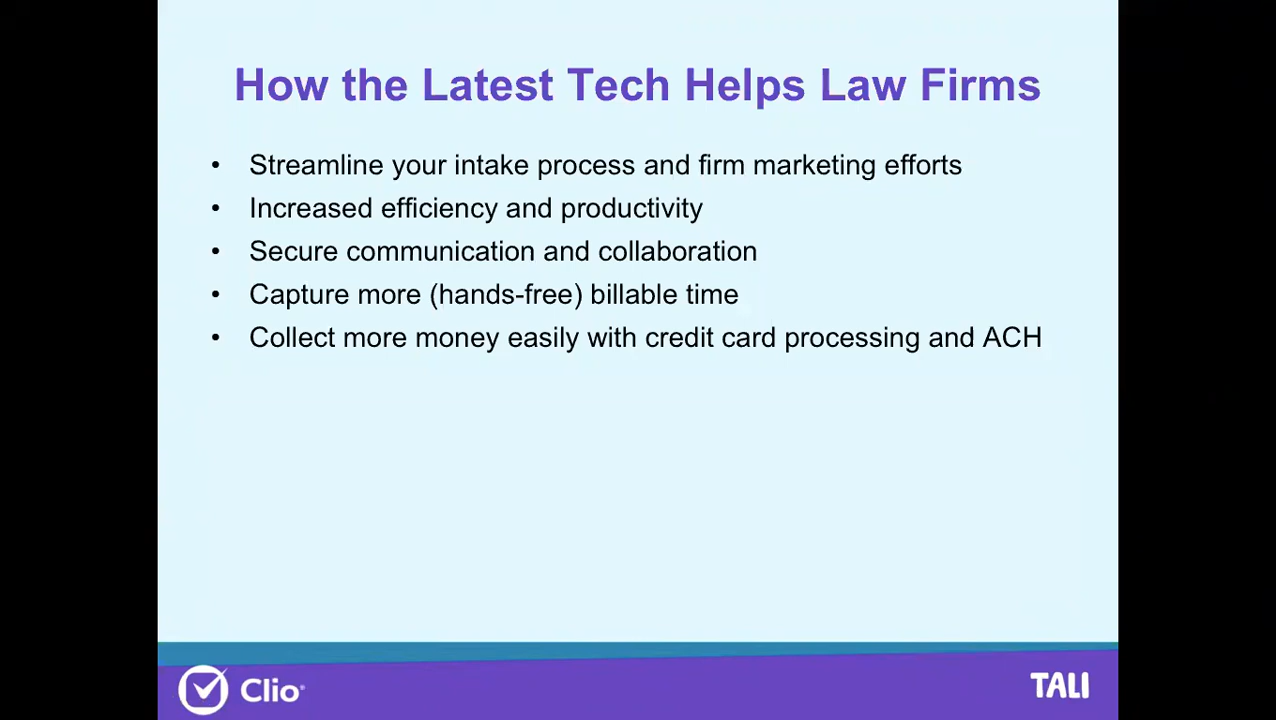 How the Latest Tech Helps Law Firms
• Streamline your intake process and firm marketing efforts
• Increased efficiency and productivity
• Secure communication and collaboration
• Capture more (hands-free) billable time
• Collect more money easily with credit card processing and ACH
Clio®
TALI